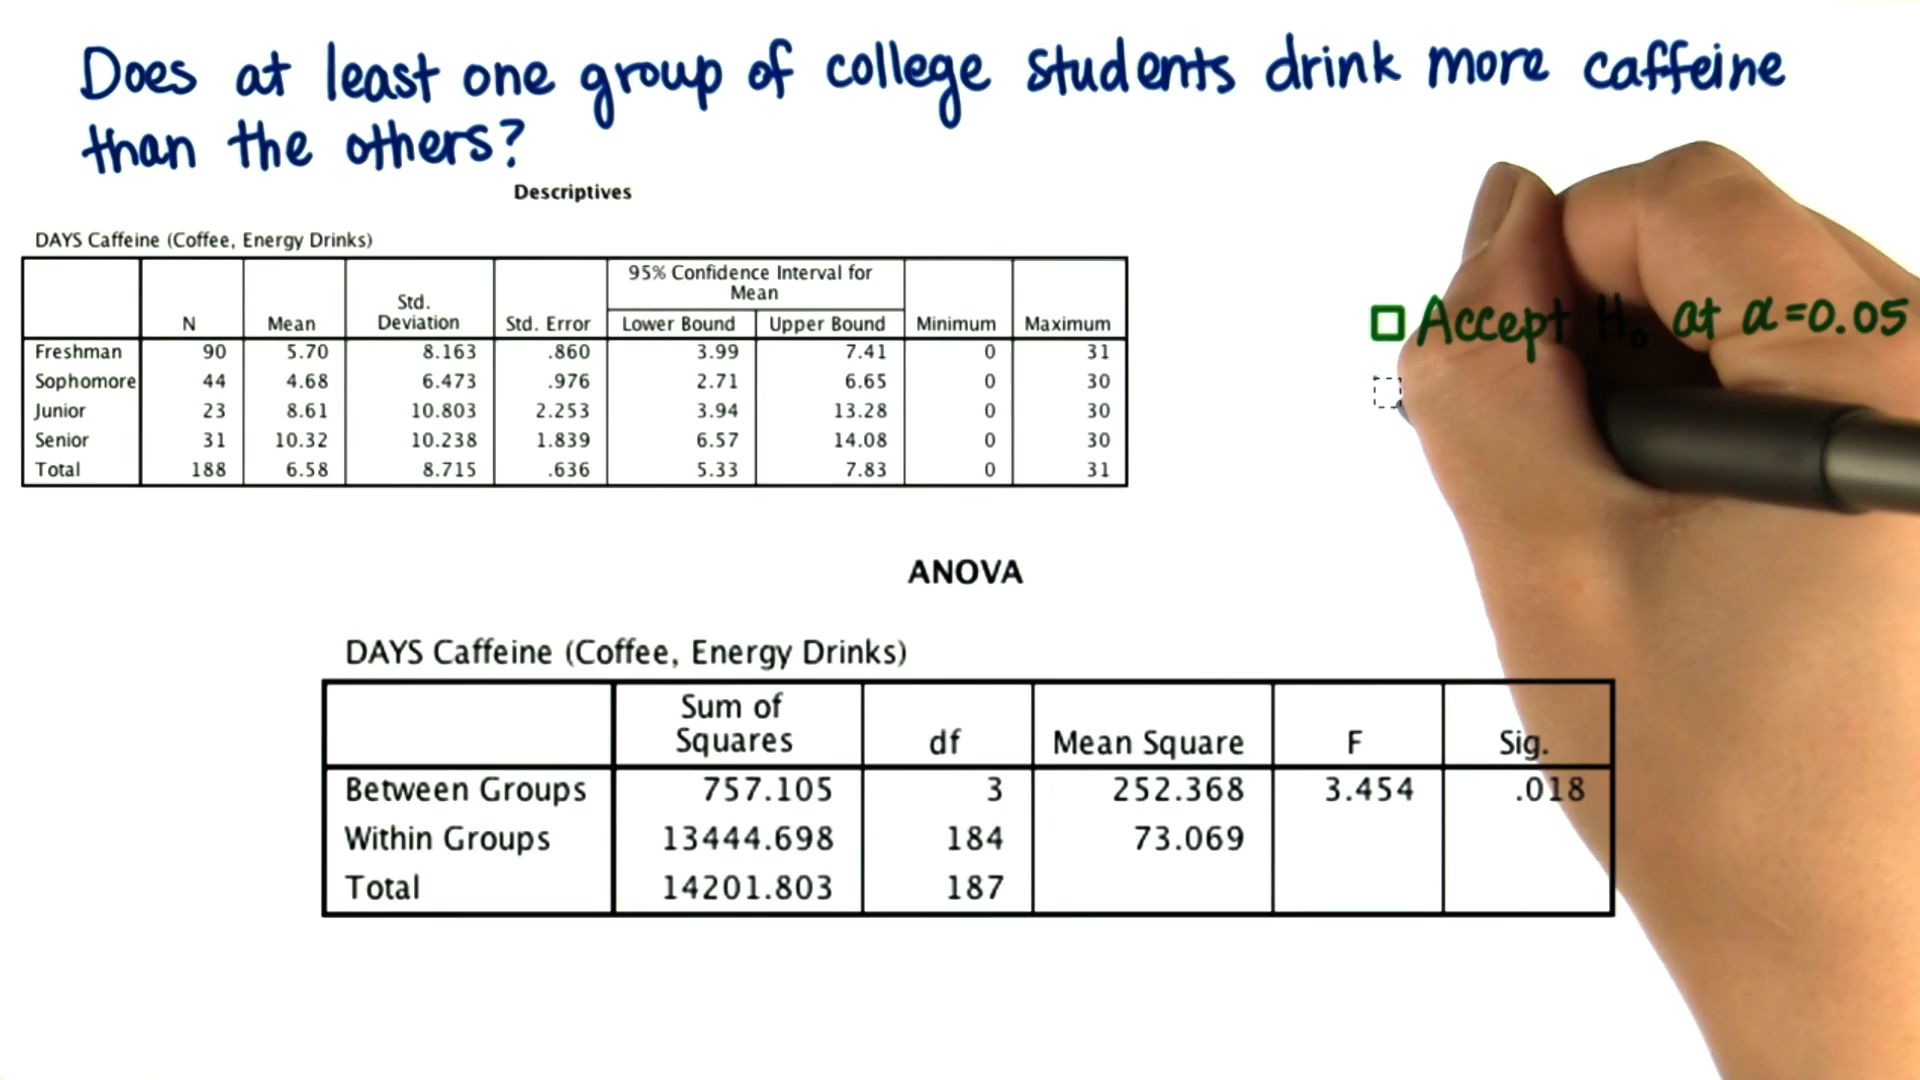 Does at least one group of college students drink more caffeine
than the others?
Descriptives
DAYS Caffeine (Coffee, Energy Drinks)
N Mean Std. Deviation Std. Error 95% Confidence Interval for Mean Lower Bound Upper Bound Minimum Maximum
Freshman 90 5.70 8.163 .860 3.99 7.41 0 31
Sophomore 44 4.68 6.473 .976 2.71 6.65 0 30
Junior 23 8.61 10.803 2.253 3.94 13.28 0 30
Senior 31 10.32 10.238 1.839 6.57 14.08 0 30
Total 188 6.58 8.715 .636 5.33 7.83 0 31
Accept H₀ at α=0.05
ANOVA
DAYS Caffeine (Coffee, Energy Drinks)
Sum of Squares df Mean Square F Sig.
Between Groups 757.105 3 252.368 3.454 .018
Within Groups 13444.698 184 73.069
Total 14201.803 187